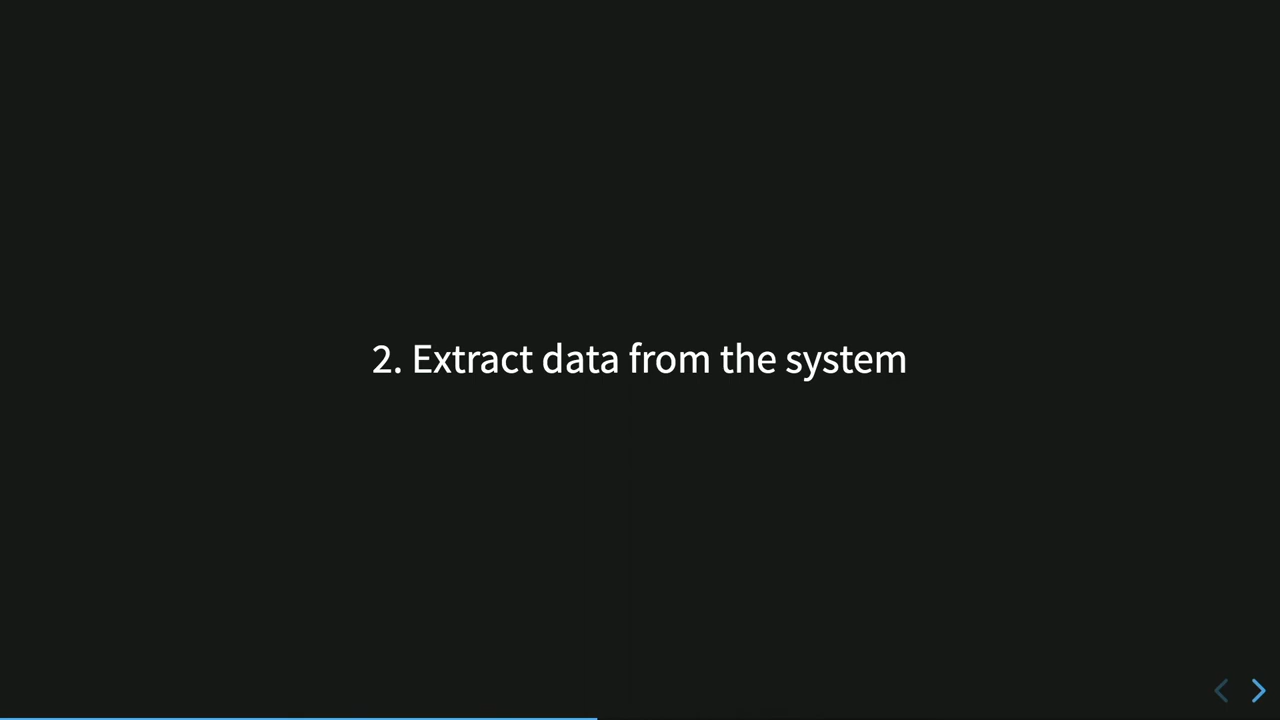 2. Extract data from the system